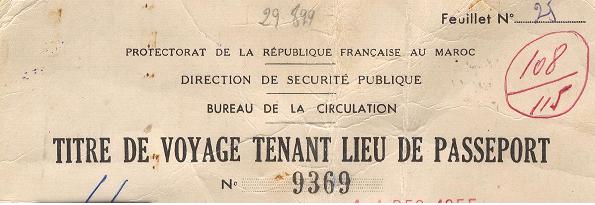 29 899
Feuillet N° 25
PROTECTORAT DE LA RÉPUBLIQUE FRANÇAISE AU MAROC
108
115
DIRECTION DE SECURITÉ PUBLIQUE
BUREAU DE LA CIRCULATION
TITRE DE VOYAGE TENANT LIEU DE PASSEPORT
N° 9369